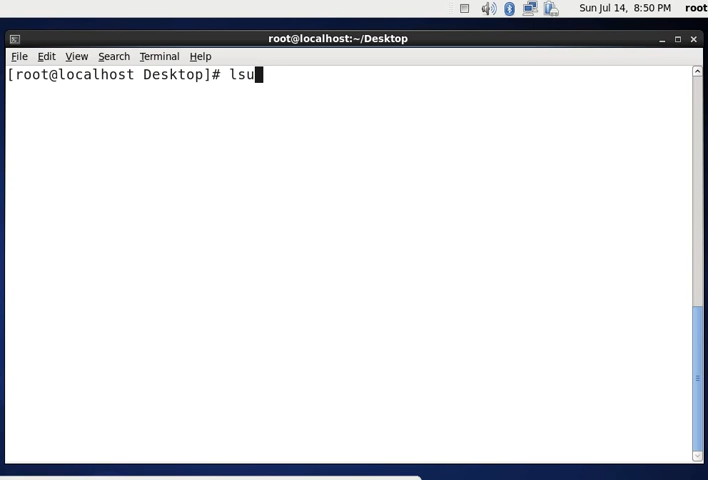 Sun Jul 14, 8:50 PM root
root@localhost:~/Desktop
File Edit View Search Terminal Help
[root@localhost Desktop]# lsu